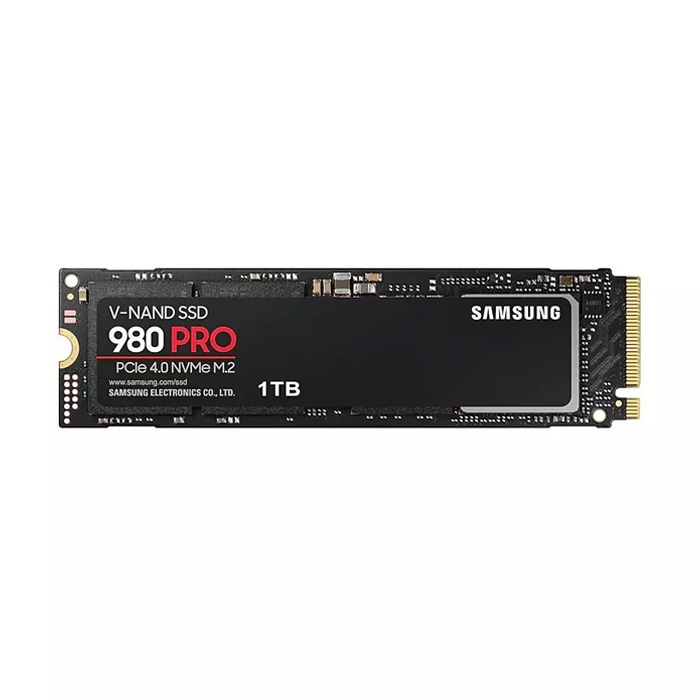 V-NAND SSD
980 PRO
PCIe 4.0 NVMe M.2
www.samsung.com/ssd
SAMSUNG ELECTRONICS CO., LTD.
1TB
SAMSUNG